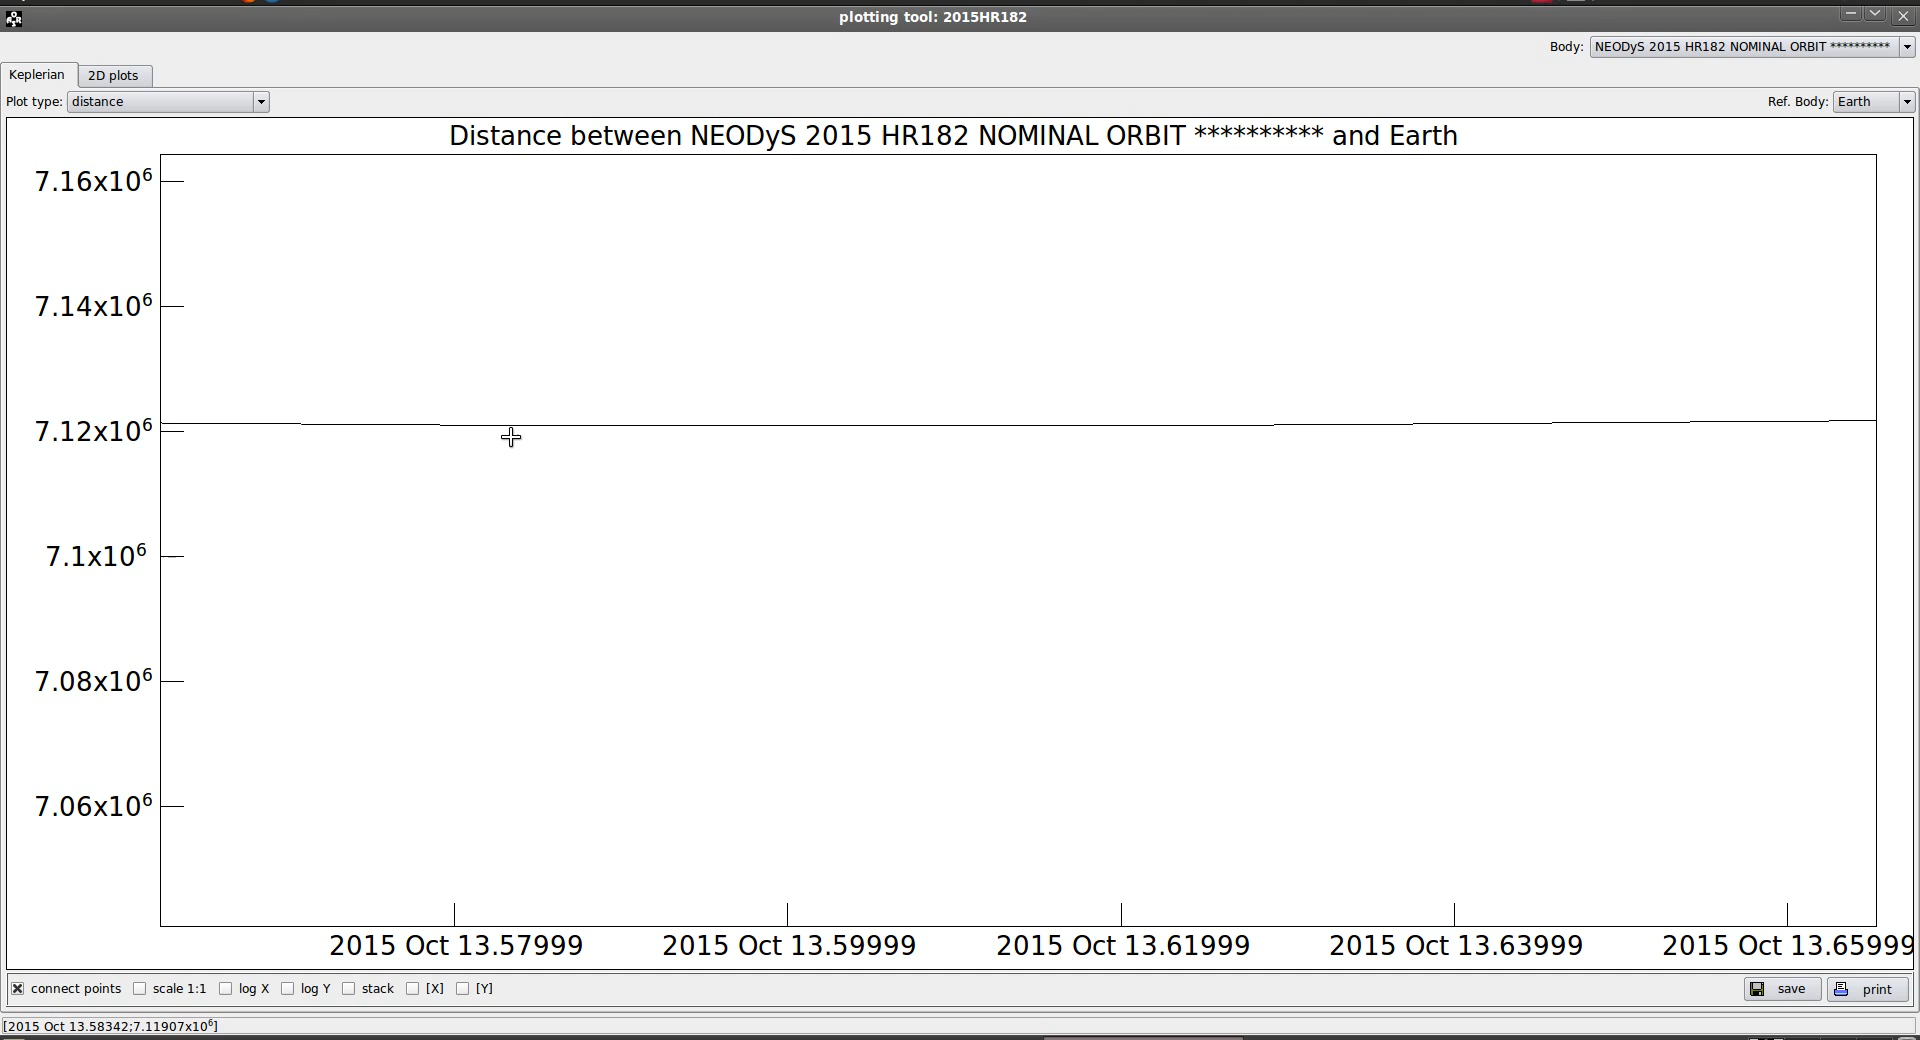 plotting tool: 2015HR182
Body: NEODyS 2015 HR182 NOMINAL ORBIT **********
Keplerian 2D plots
Plot type: distance Ref. Body: Earth
Distance between NEODyS 2015 HR182 NOMINAL ORBIT ********** and Earth
7.16x10⁶
7.14x10⁶
7.12x10⁶
7.1x10⁶
7.08x10⁶
7.06x10⁶
2015 Oct 13.57999 2015 Oct 13.59999 2015 Oct 13.61999 2015 Oct 13.63999 2015 Oct 13.65999
connect points scale 1:1 log X log Y stack [X] [Y] save print
[2015 Oct 13.58342;7.11907x10⁶]